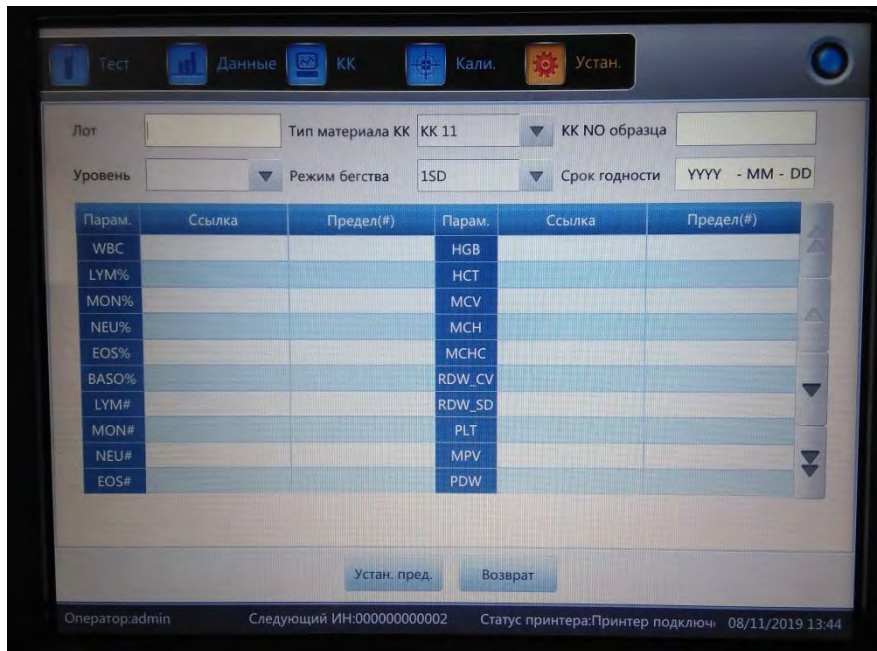 Тест Данные КК Кали. Устан.
Лот Тип материала КК КК 11 КК NO образца
Уровень Режим бегства 1SD Срок годности YYYY - MM - DD
Парам. Ссылка Предел(#) Парам. Ссылка Предел(#)
WBC HGB
LYM% HCT
MON% MCV
NEU% MCH
EOS% MCHC
BASO% RDW_CV
LYM# RDW_SD
MON# PLT
NEU# MPV
EOS# PDW
Устан. пред. Возврат
Оператор:admin Следующий ИН:000000000002 Статус принтера:Принтер подключе 08/11/2019 13:44